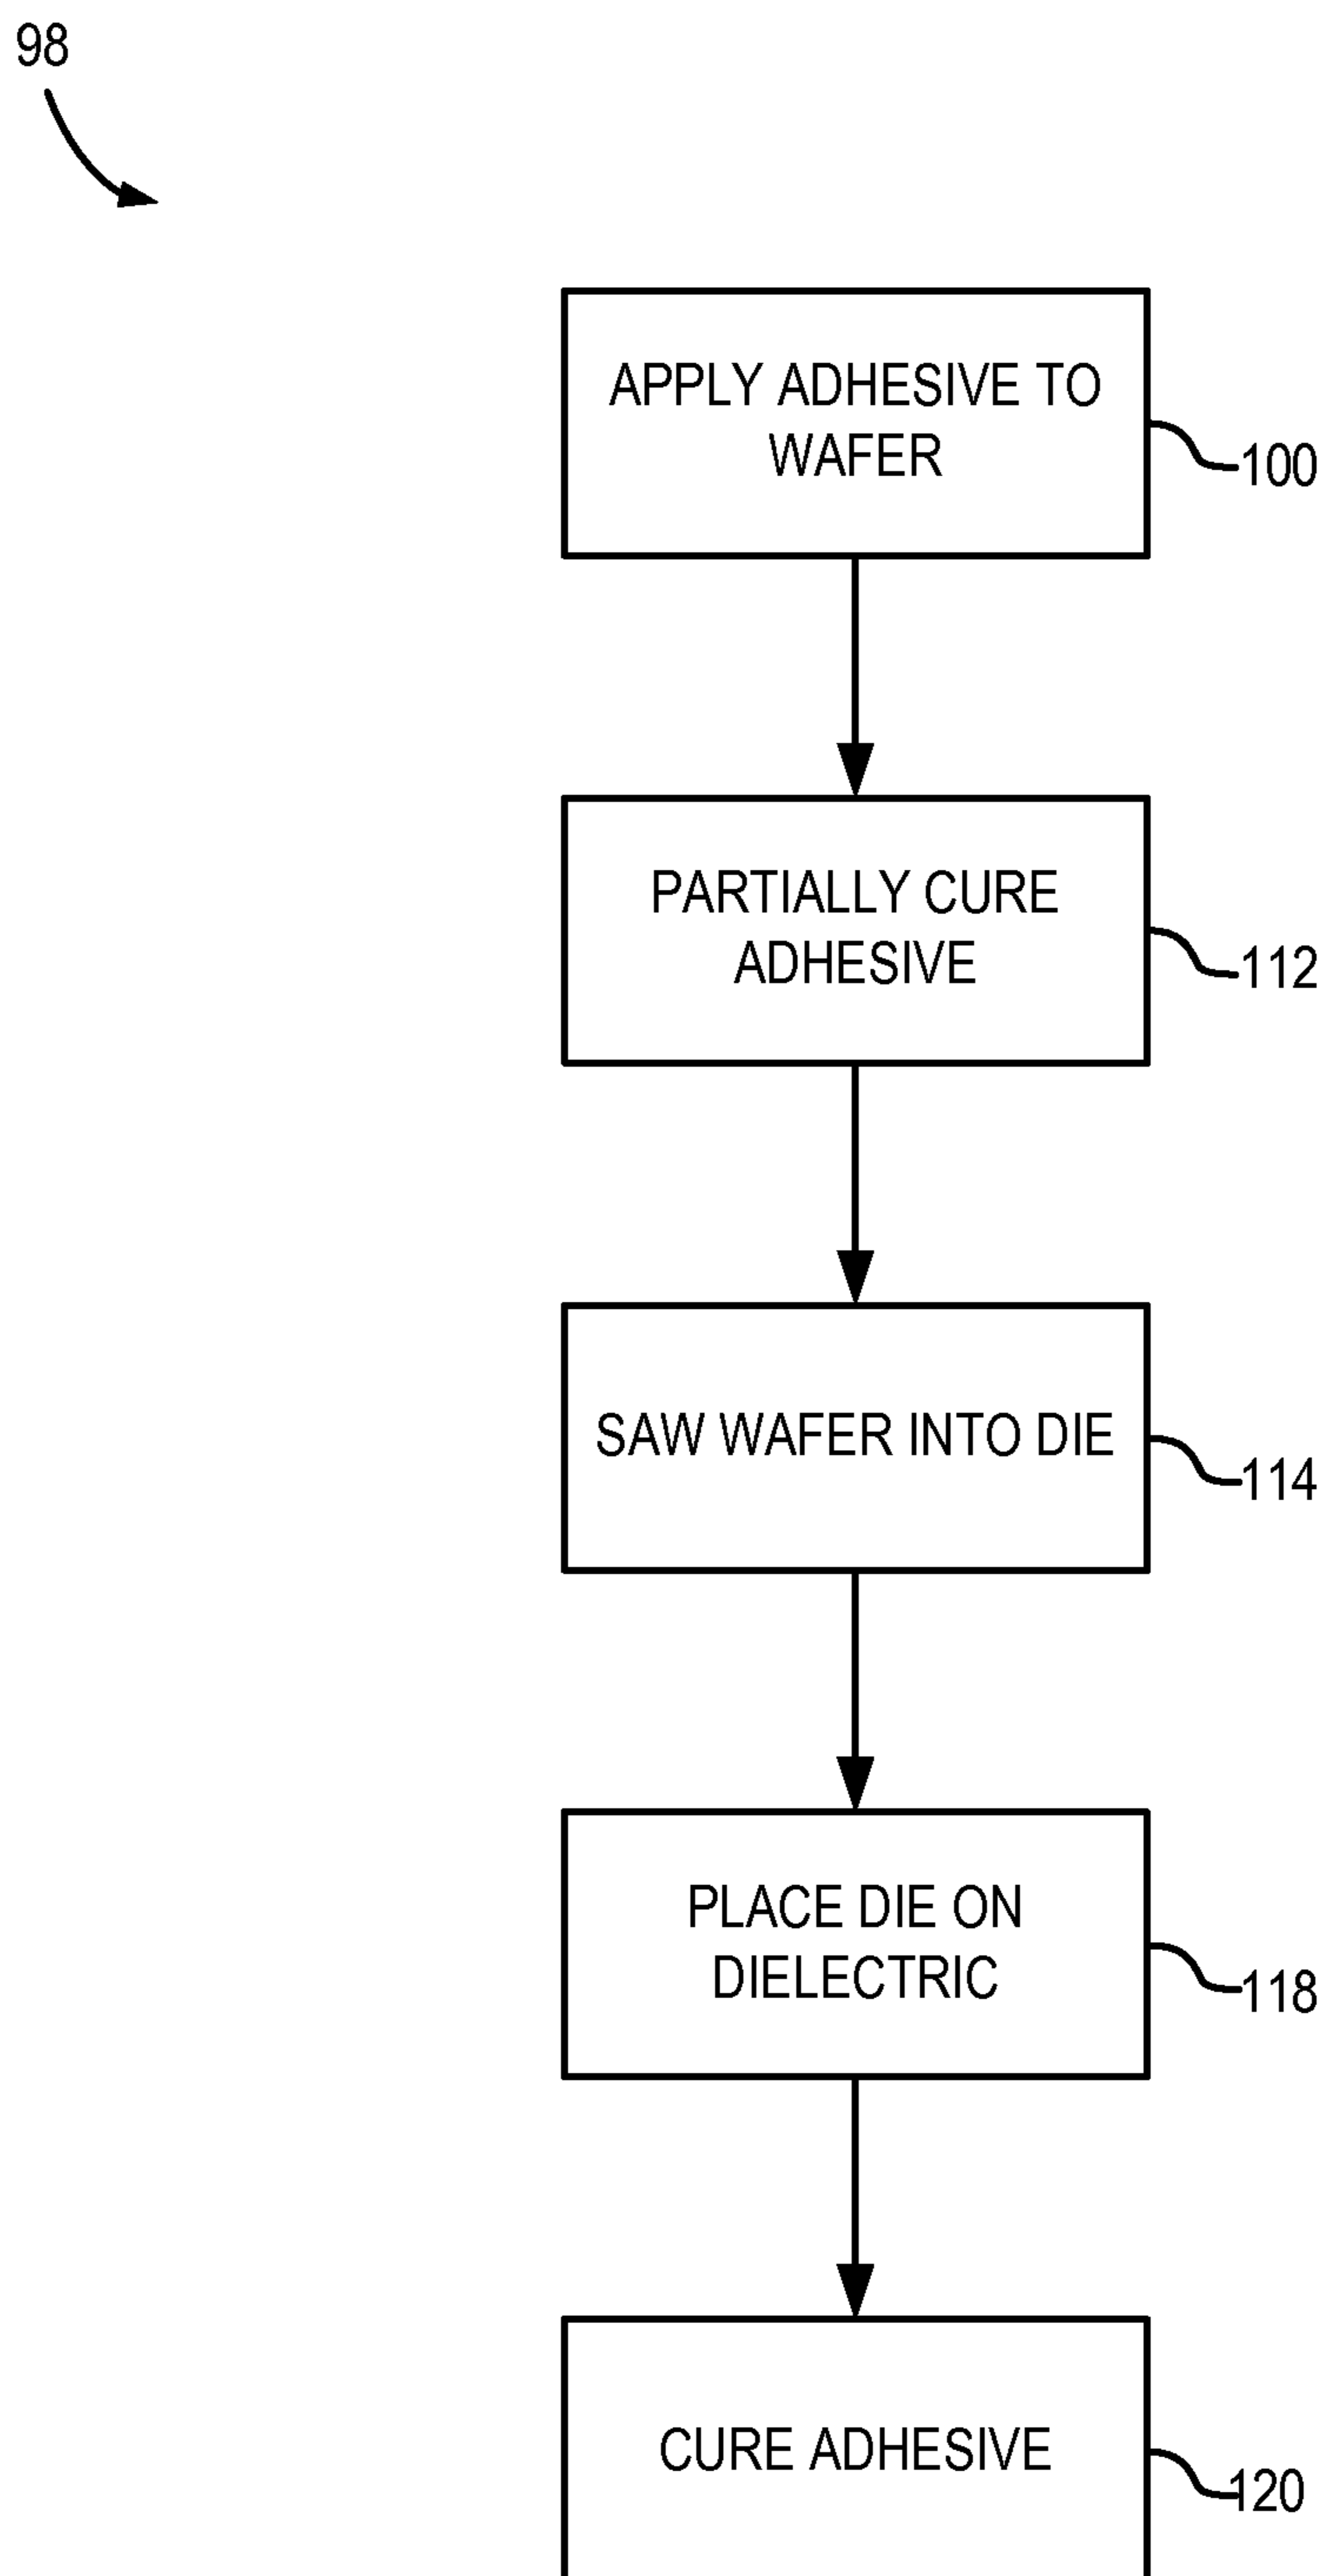 98
APPLY ADHESIVE TO
WAFER
100
PARTIALLY CURE
ADHESIVE
112
SAW WAFER INTO DIE
114
PLACE DIE ON
DIELECTRIC
118
CURE ADHESIVE
120